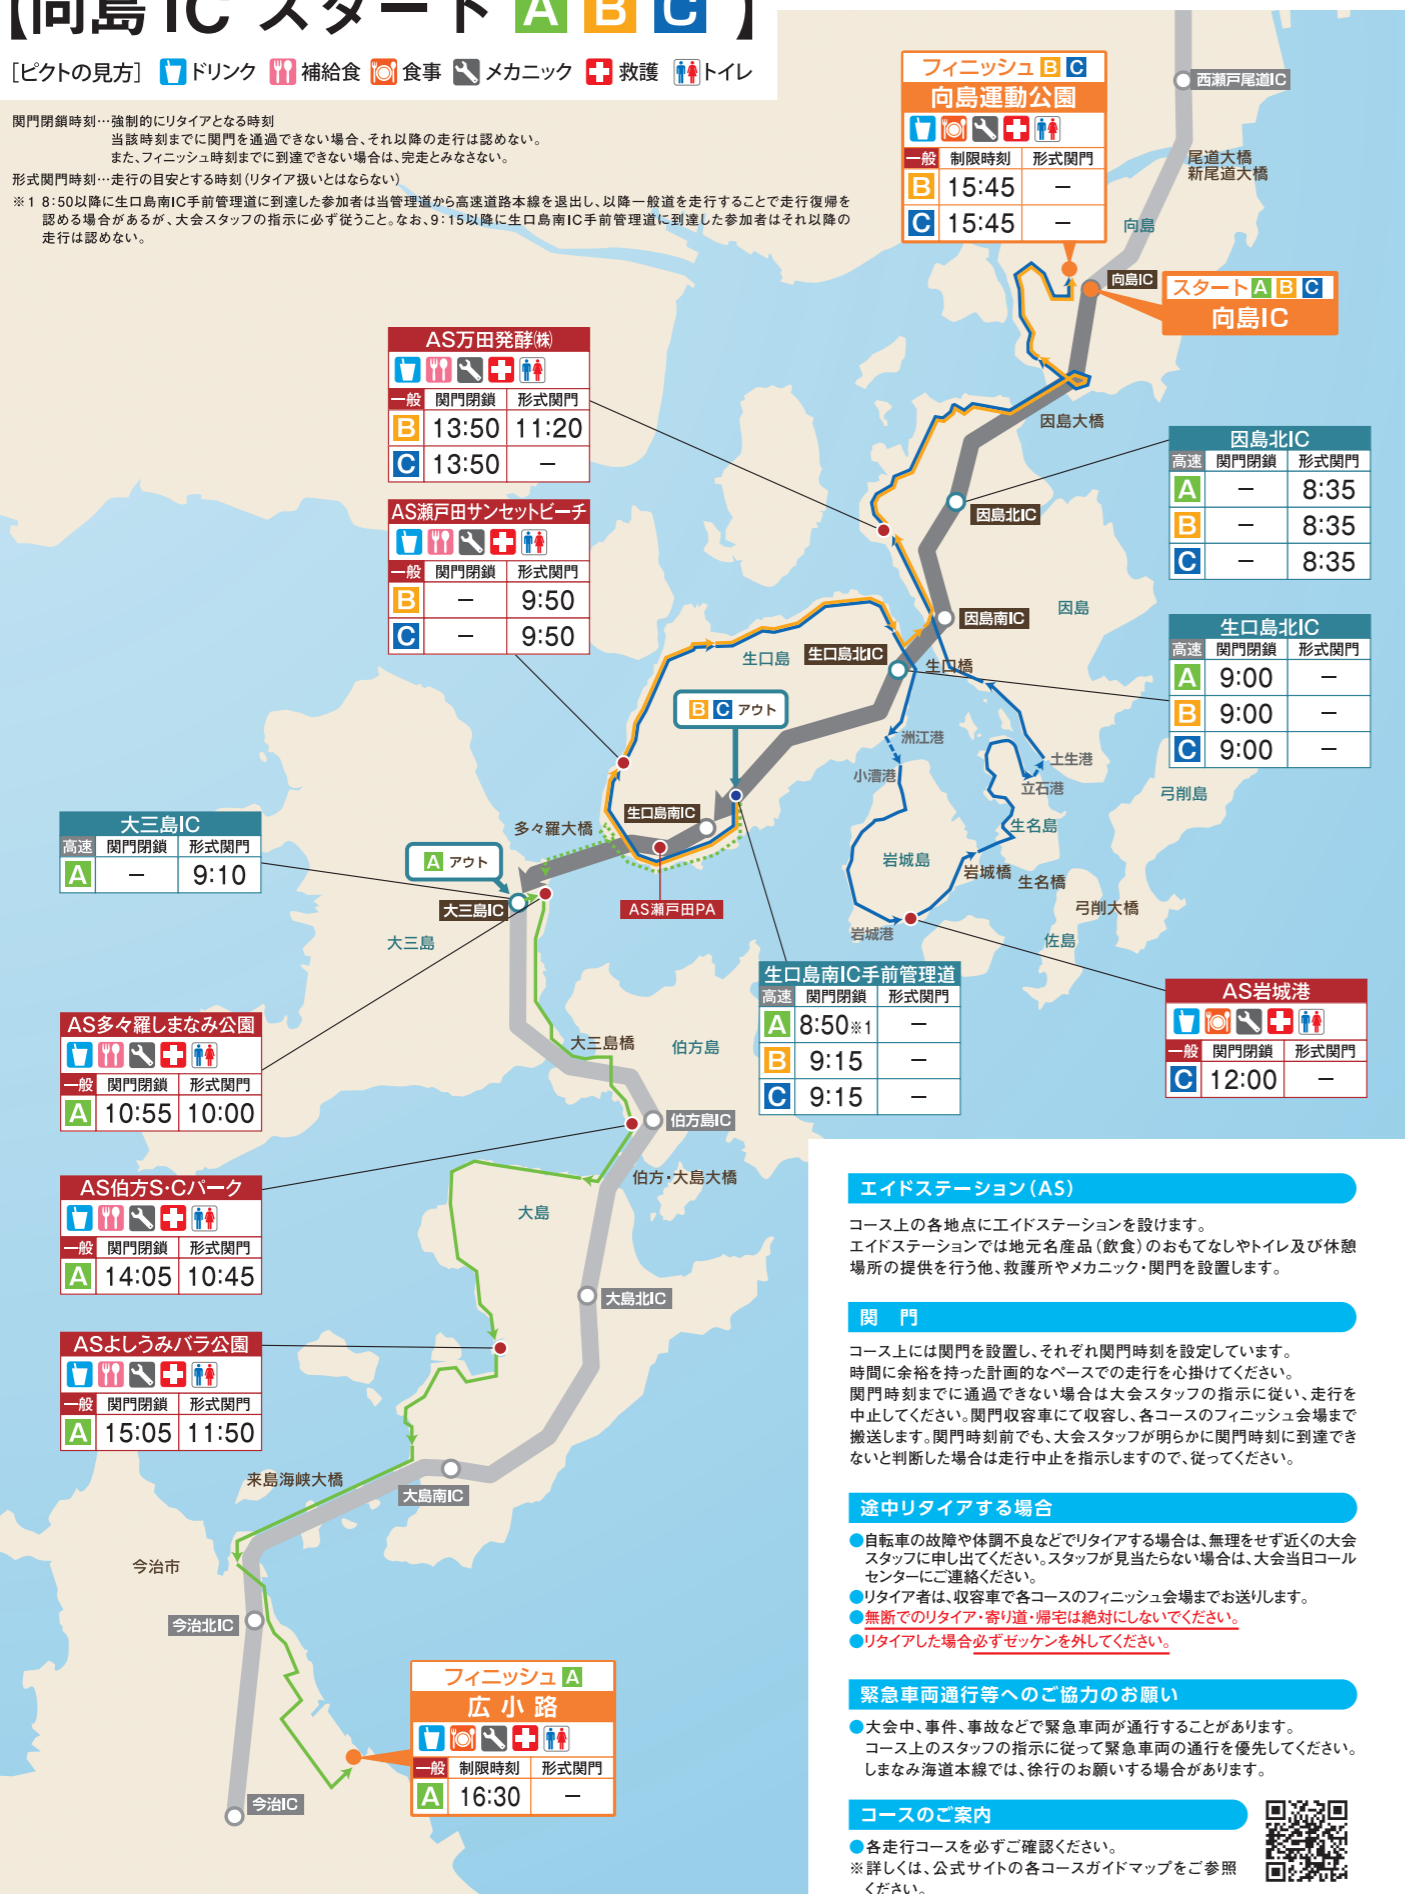 【向島IC スタート A B C 】
[ピクトの見方] ドリンク 補給食 食事 メカニック 救護 トイレ
関門閉鎖時刻…強制的にリタイアとなる時刻
当該時刻までに関門を通過できない場合、それ以降の走行は認めない。
また、フィニッシュ時刻までに到達できない場合は、完走とみなさない。
形式関門時刻…走行の目安とする時刻(リタイア扱いとはならない)
※1 8:50以降に生口島南IC手前管理道に到達した参加者は当管理道から高速道路本線を退出し、以降一般道を走行することで走行復帰を
認める場合があるが、大会スタッフの指示に必ず従うこと。なお、9:15以降に生口島南IC手前管理道に到達した参加者はそれ以降の
走行は認めない。
フィニッシュ B C
向島運動公園
一般 制限時刻 形式関門
B 15:45 −
C 15:45 −
西瀬戸尾道IC
尾道大橋
新尾道大橋
向島
向島IC
スタート A B C
向島IC
AS万田発酵㈱
一般 関門閉鎖 形式関門
B 13:50 11:20
C 13:50 −
因島大橋
因島北IC
高速 関門閉鎖 形式関門
A − 8:35
B − 8:35
C − 8:35
AS瀬戸田サンセットビーチ
一般 関門閉鎖 形式関門
B − 9:50
C − 9:50
因島北IC
因島
因島南IC
生口島北IC
高速 関門閉鎖 形式関門
A 9:00 −
B 9:00 −
C 9:00 −
生口島
生口島北IC
生口橋
B C アウト
洲江港
小漕港
土生港
立石港
弓削島
生名島
生口島南IC
多々羅大橋
大三島IC
高速 関門閉鎖 形式関門
A − 9:10
A アウト
大三島IC
AS瀬戸田PA
岩城島
岩城橋
生名橋
弓削大橋
岩城港
佐島
大三島
生口島南IC手前管理道
高速 関門閉鎖 形式関門
A 8:50※1 −
B 9:15 −
C 9:15 −
AS岩城港
一般 関門閉鎖 形式関門
C 12:00 −
AS多々羅しまなみ公園
一般 関門閉鎖 形式関門
A 10:55 10:00
大三島橋
伯方島
伯方島IC
AS伯方S・Cパーク
一般 関門閉鎖 形式関門
A 14:05 10:45
伯方・大島大橋
大島
大島北IC
ASよしうみバラ公園
一般 関門閉鎖 形式関門
A 15:05 11:50
来島海峡大橋
大島南IC
今治市
今治北IC
フィニッシュ A
広小路
一般 制限時刻 形式関門
A 16:30 −
今治IC
エイドステーション(AS)
コース上の各地点にエイドステーションを設けます。
エイドステーションでは地元名産品(飲食)のおもてなしやトイレ及び休憩
場所の提供を行う他、救護所やメカニック・関門を設置します。
関 門
コース上には関門を設置し、それぞれ関門時刻を設定しています。
時間に余裕を持った計画的なペースでの走行を心掛けてください。
関門時刻までに通過できない場合は大会スタッフの指示に従い、走行を
中止してください。関門収容車にて収容し、各コースのフィニッシュ会場まで
搬送します。関門時刻前でも、大会スタッフが明らかに関門時刻に到達でき
ないと判断した場合は走行中止を指示しますので、従ってください。
途中リタイアする場合
●自転車の故障や体調不良などでリタイアする場合は、無理をせず近くの大会
スタッフに申し出てください。スタッフが見当たらない場合は、大会当日コール
センターにご連絡ください。
●リタイア者は、収容車で各コースのフィニッシュ会場までお送りします。
●無断でのリタイア・寄り道・帰宅は絶対にしないでください。
●リタイアした場合必ずゼッケンを外してください。
緊急車両通行等へのご協力のお願い
●大会中、事件、事故などで緊急車両が通行することがあります。
コース上のスタッフの指示に従って緊急車両の通行を優先してください。
しまなみ海道本線では、徐行のお願いする場合があります。
コースのご案内
●各走行コースを必ずご確認ください。
※詳しくは、公式サイトの各コースガイドマップをご参照
ください。